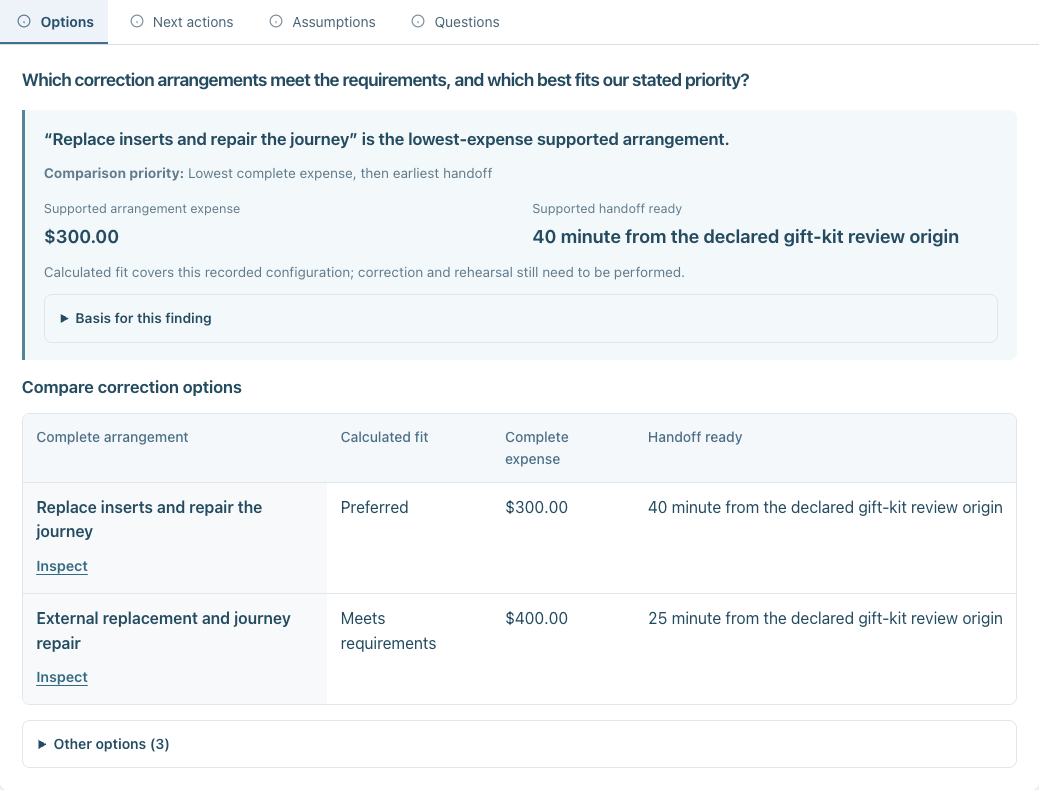 Options
Next actions
Assumptions
Questions
Which correction arrangements meet the requirements, and which best fits our stated priority?
“Replace inserts and repair the journey” is the lowest-expense supported arrangement.
Comparison priority: Lowest complete expense, then earliest handoff
Supported arrangement expense
$300.00
Supported handoff ready
40 minute from the declared gift-kit review origin
Calculated fit covers this recorded configuration; correction and rehearsal still need to be performed.
Basis for this finding
Compare correction options
Complete arrangement
Calculated fit
Complete
expense
Handoff ready
Replace inserts and repair the
journey
Inspect
Preferred
$300.00
40 minute from the declared gift-kit review origin
External replacement and journey
repair
Inspect
Meets
requirements
$400.00
25 minute from the declared gift-kit review origin
Other options (3)